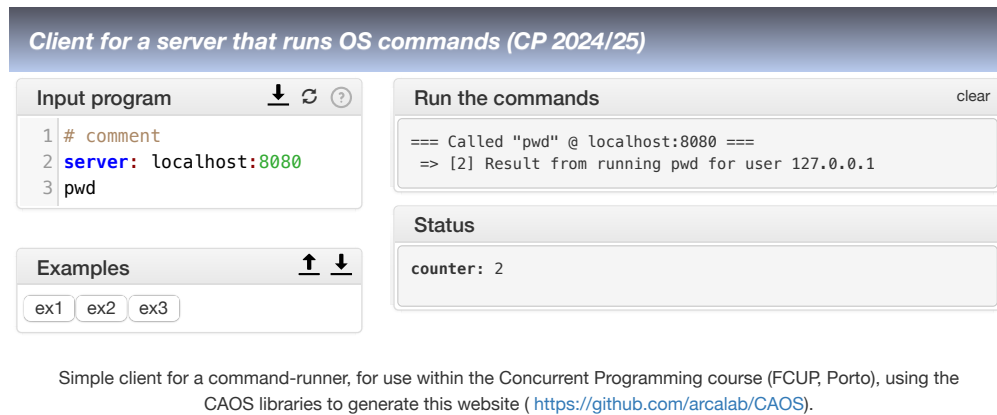 Client for a server that runs OS commands (CP 2024/25)
Input program
1 # comment
2 server: localhost:8080
3 pwd
Examples
ex1 ex2 ex3
Run the commands clear
=== Called "pwd" @ localhost:8080 ===
=> [2] Result from running pwd for user 127.0.0.1
Status
counter: 2
Simple client for a command-runner, for use within the Concurrent Programming course (FCUP, Porto), using the
CAOS libraries to generate this website ( https://github.com/arcalab/CAOS).